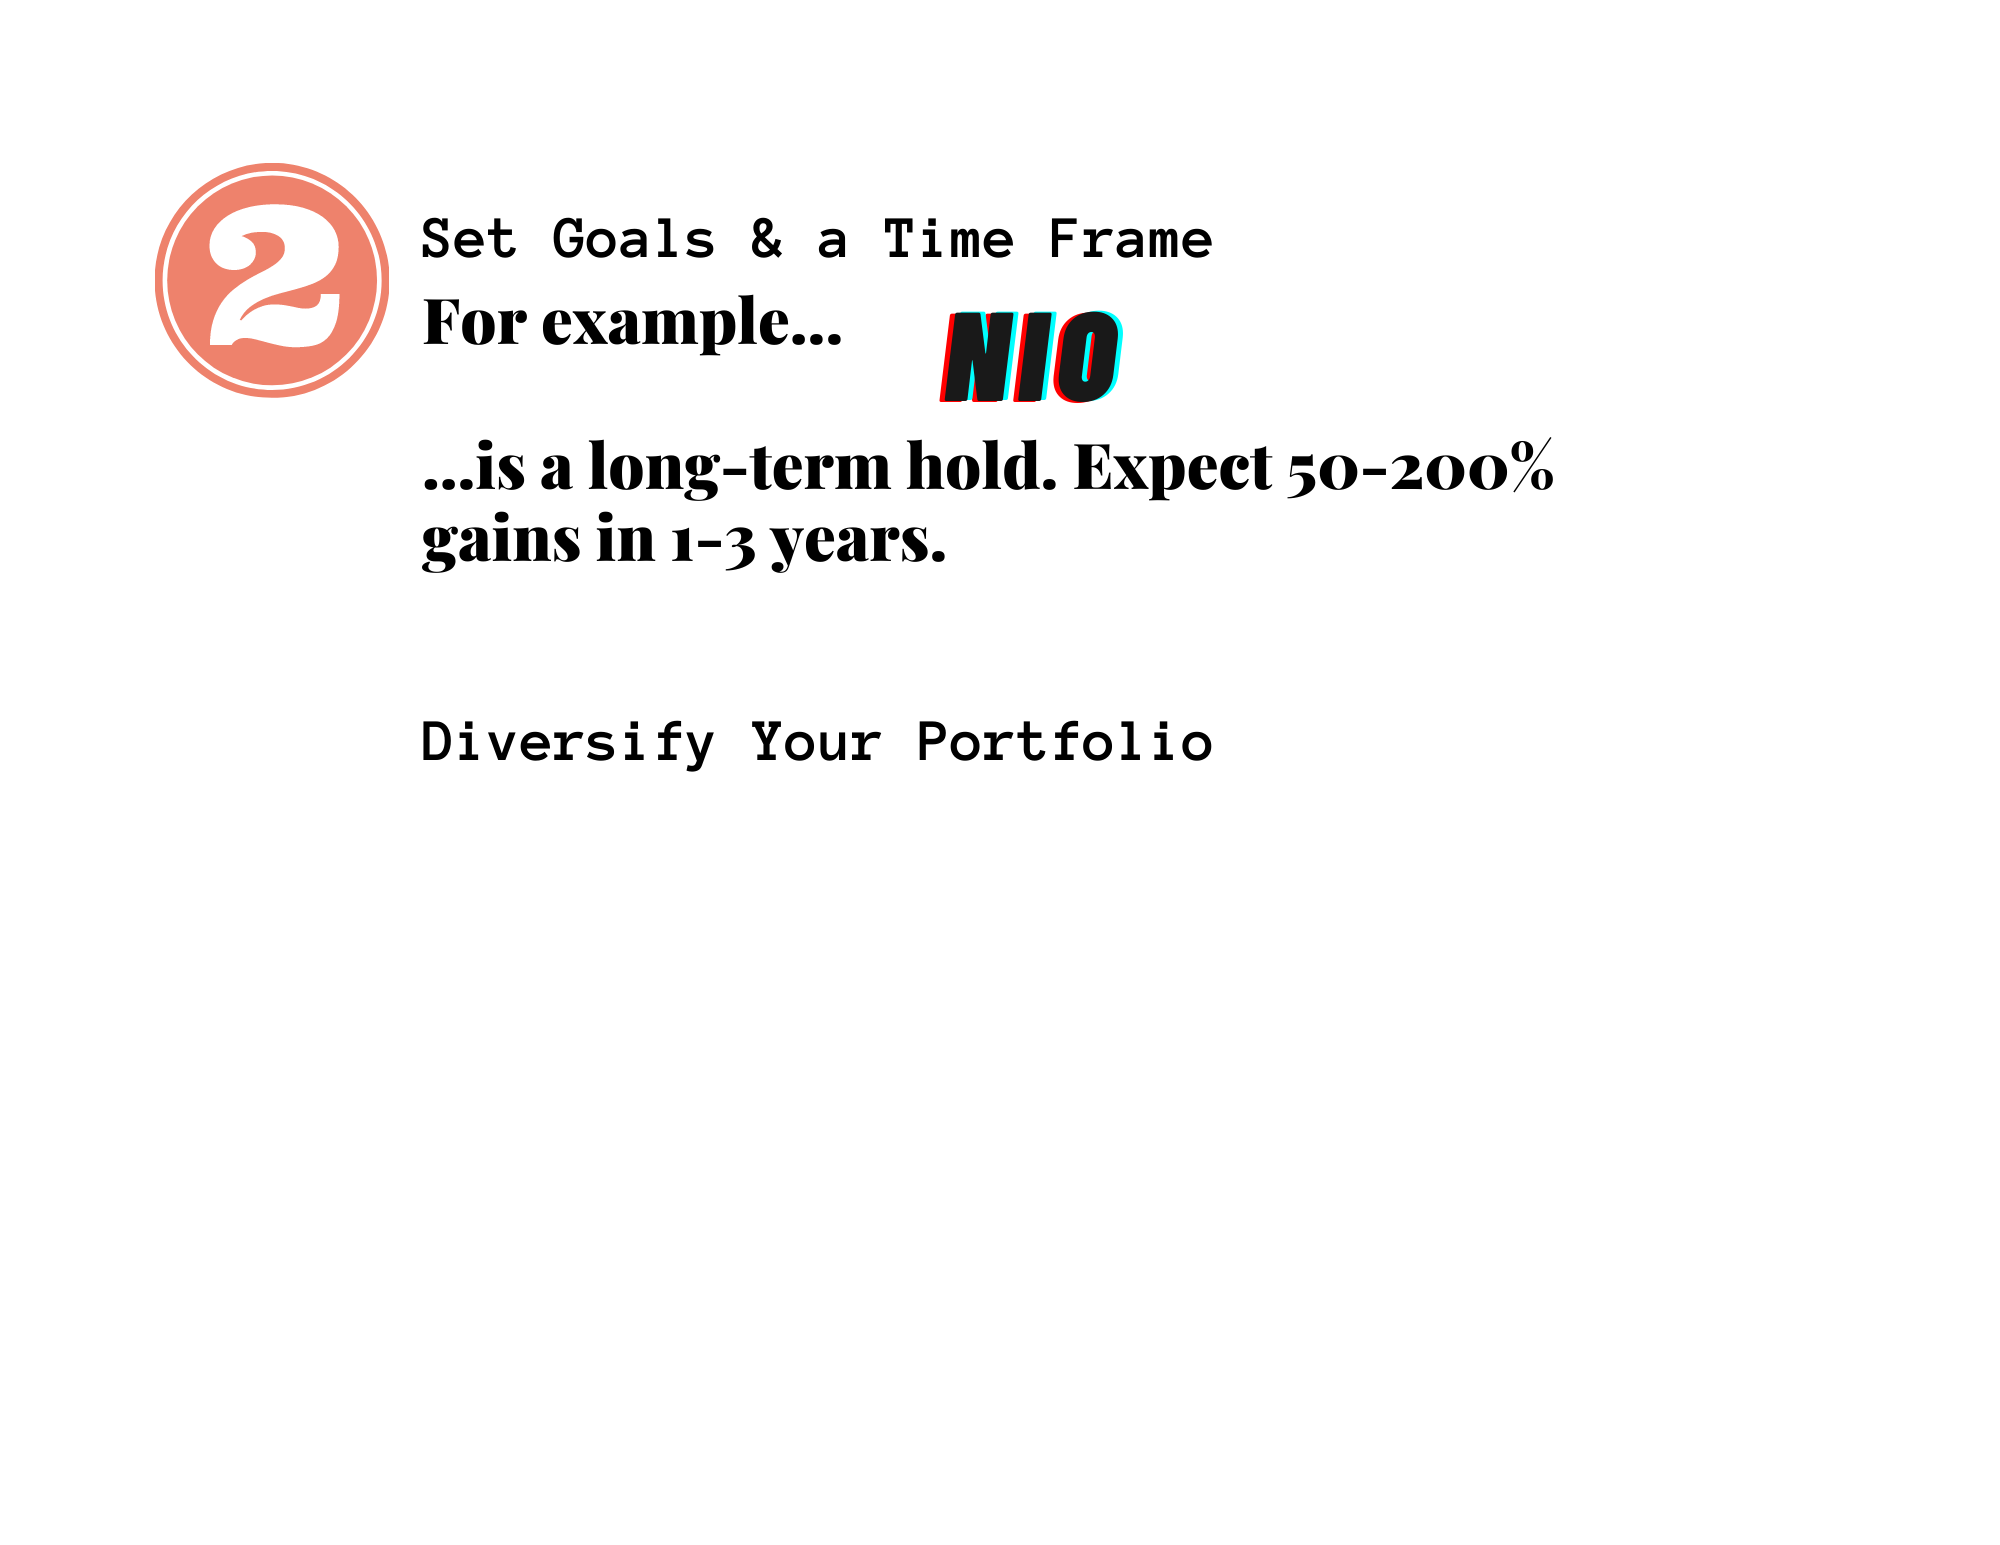 2
Set Goals & a Time Frame
For example...
NIO
...is a long-term hold. Expect 50-200%
gains in 1-3 years.
Diversify Your Portfolio